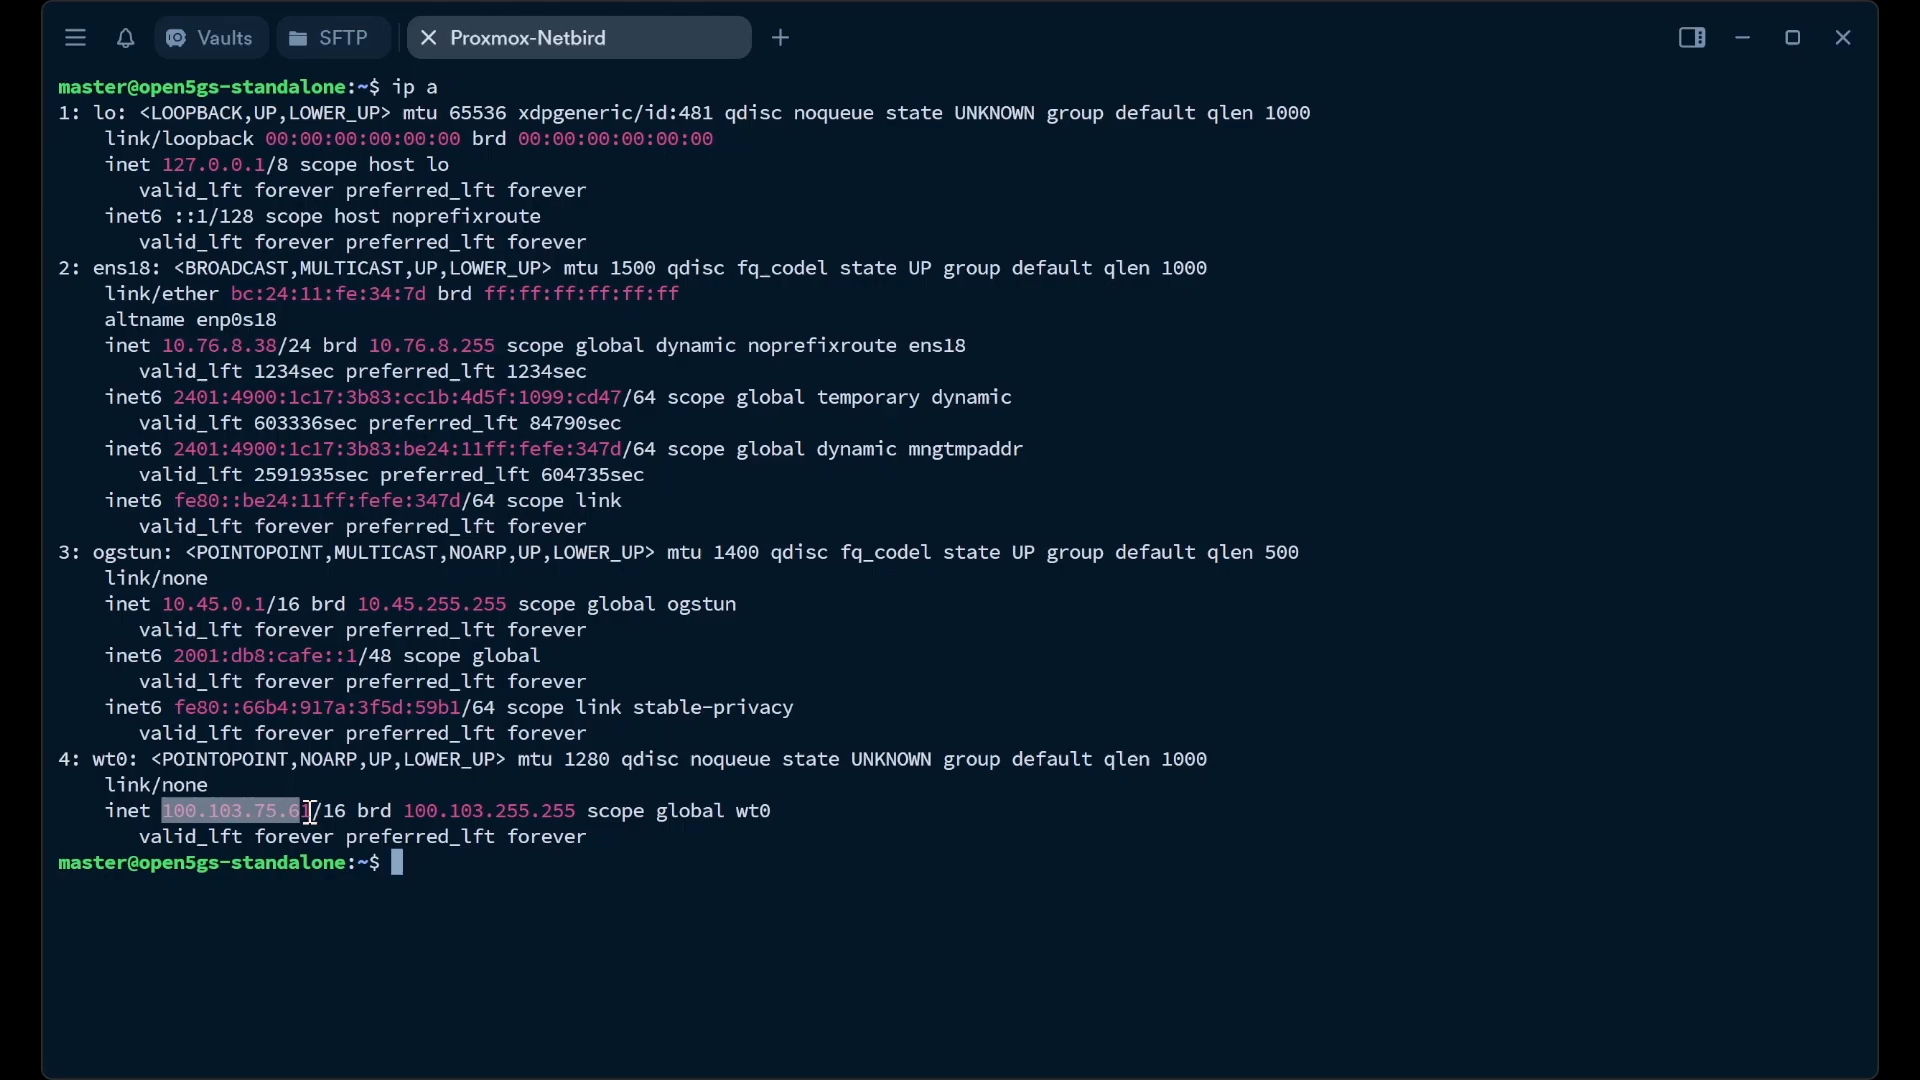 Vaults SFTP Proxmox-Netbird
master@open5gs-standalone:~$ ip a
1: lo: <LOOPBACK,UP,LOWER_UP> mtu 65536 xdpgeneric/id:481 qdisc noqueue state UNKNOWN group default qlen 1000
link/loopback 00:00:00:00:00:00 brd 00:00:00:00:00:00
inet 127.0.0.1/8 scope host lo
valid_lft forever preferred_lft forever
inet6 ::1/128 scope host noprefixroute
valid_lft forever preferred_lft forever
2: ens18: <BROADCAST,MULTICAST,UP,LOWER_UP> mtu 1500 qdisc fq_codel state UP group default qlen 1000
link/ether bc:24:11:fe:34:7d brd ff:ff:ff:ff:ff:ff
altname enp0s18
inet 10.76.8.38/24 brd 10.76.8.255 scope global dynamic noprefixroute ens18
valid_lft 1234sec preferred_lft 1234sec
inet6 2401:4900:1c17:3b83:cc1b:4d5f:1099:cd47/64 scope global temporary dynamic
valid_lft 603336sec preferred_lft 84790sec
inet6 2401:4900:1c17:3b83:be24:11ff:fefe:347d/64 scope global dynamic mngtmpaddr
valid_lft 2591935sec preferred_lft 604735sec
inet6 fe80::be24:11ff:fefe:347d/64 scope link
valid_lft forever preferred_lft forever
3: ogstun: <POINTOPOINT,MULTICAST,NOARP,UP,LOWER_UP> mtu 1400 qdisc fq_codel state UP group default qlen 500
link/none
inet 10.45.0.1/16 brd 10.45.255.255 scope global ogstun
valid_lft forever preferred_lft forever
inet6 2001:db8:cafe::1/48 scope global
valid_lft forever preferred_lft forever
inet6 fe80::66b4:917a:3f5d:59b1/64 scope link stable-privacy
valid_lft forever preferred_lft forever
4: wt0: <POINTOPOINT,NOARP,UP,LOWER_UP> mtu 1280 qdisc noqueue state UNKNOWN group default qlen 1000
link/none
inet 100.103.75.61/16 brd 100.103.255.255 scope global wt0
valid_lft forever preferred_lft forever
master@open5gs-standalone:~$